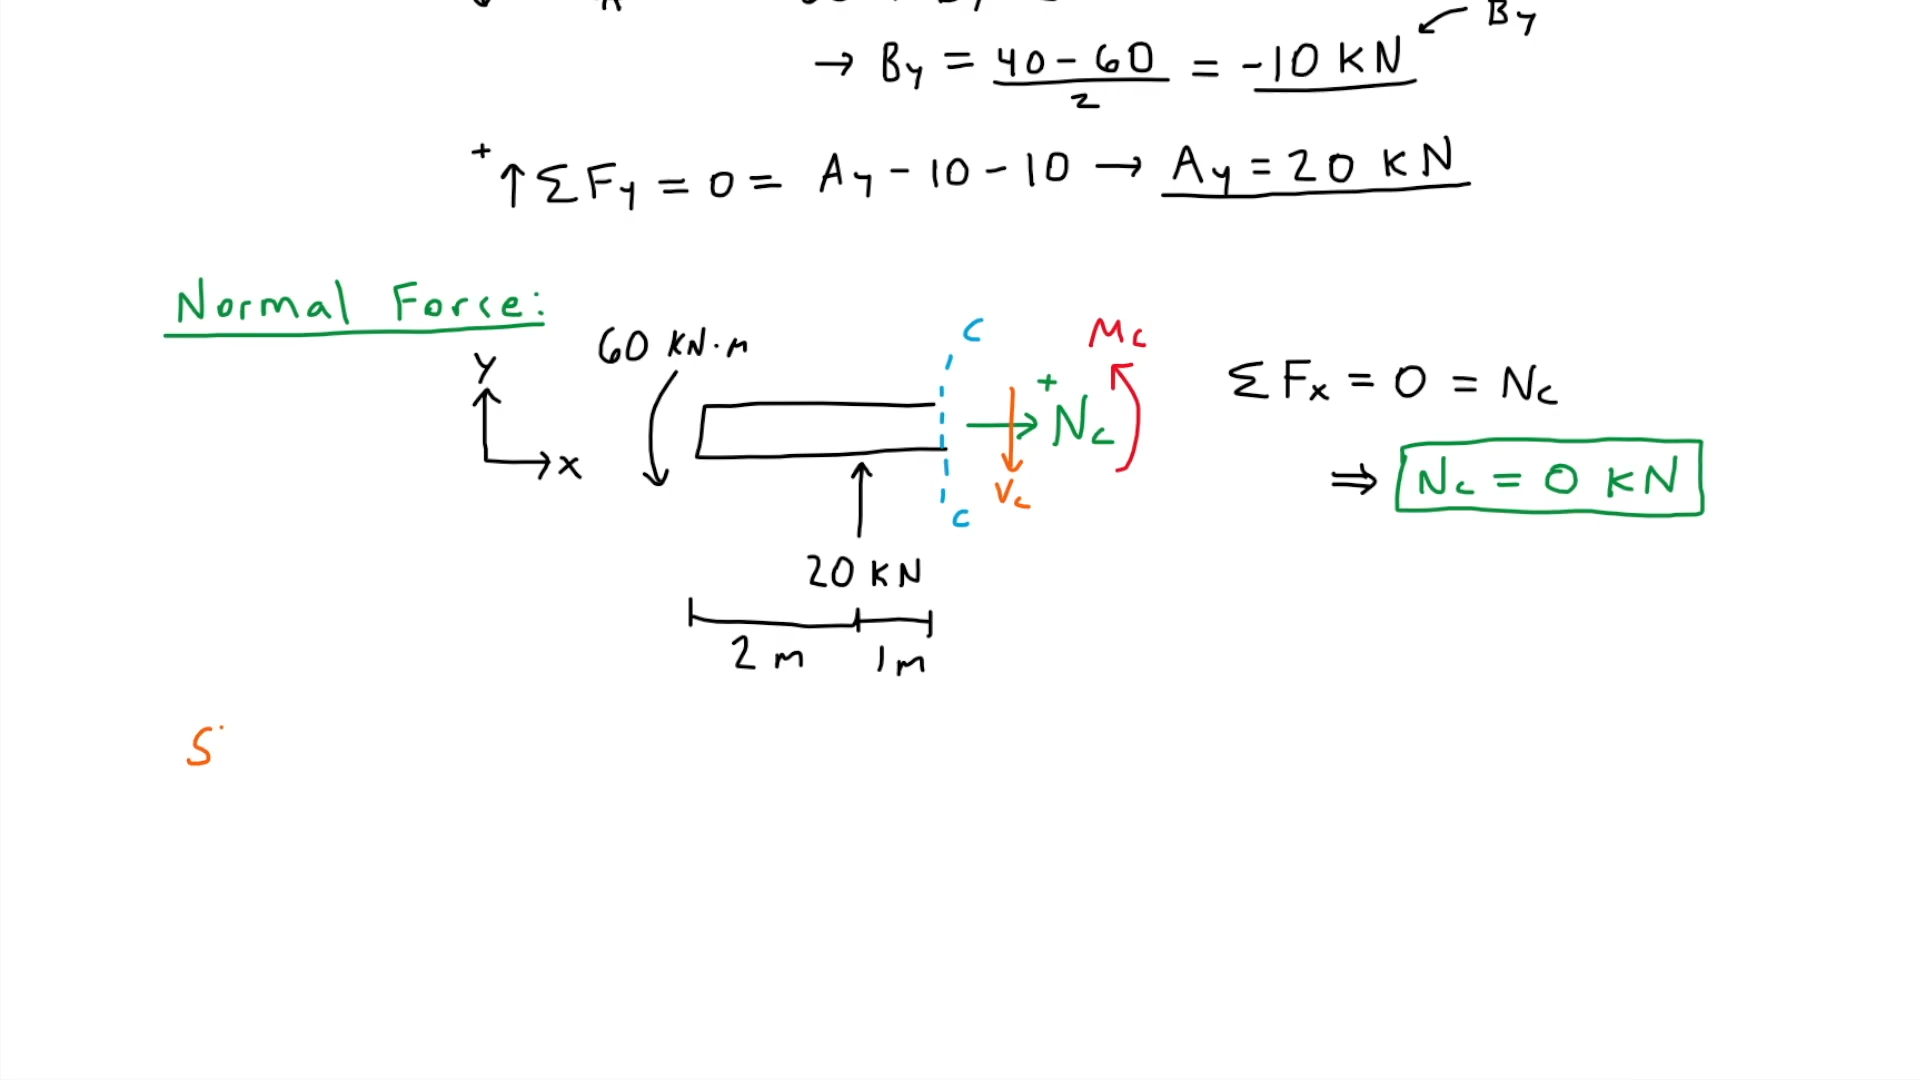 By
→ By = 40 - 60 / 2 = -10 KN
+↑ΣFy = 0 = Ay - 10 - 10 → Ay = 20 KN
Normal Force:
60 KN·m
C
Mc
y
x
+
Nc
Vc
C
ΣFx = 0 = Nc
⇒ Nc = 0 KN
20 KN
2 m
1 m
S